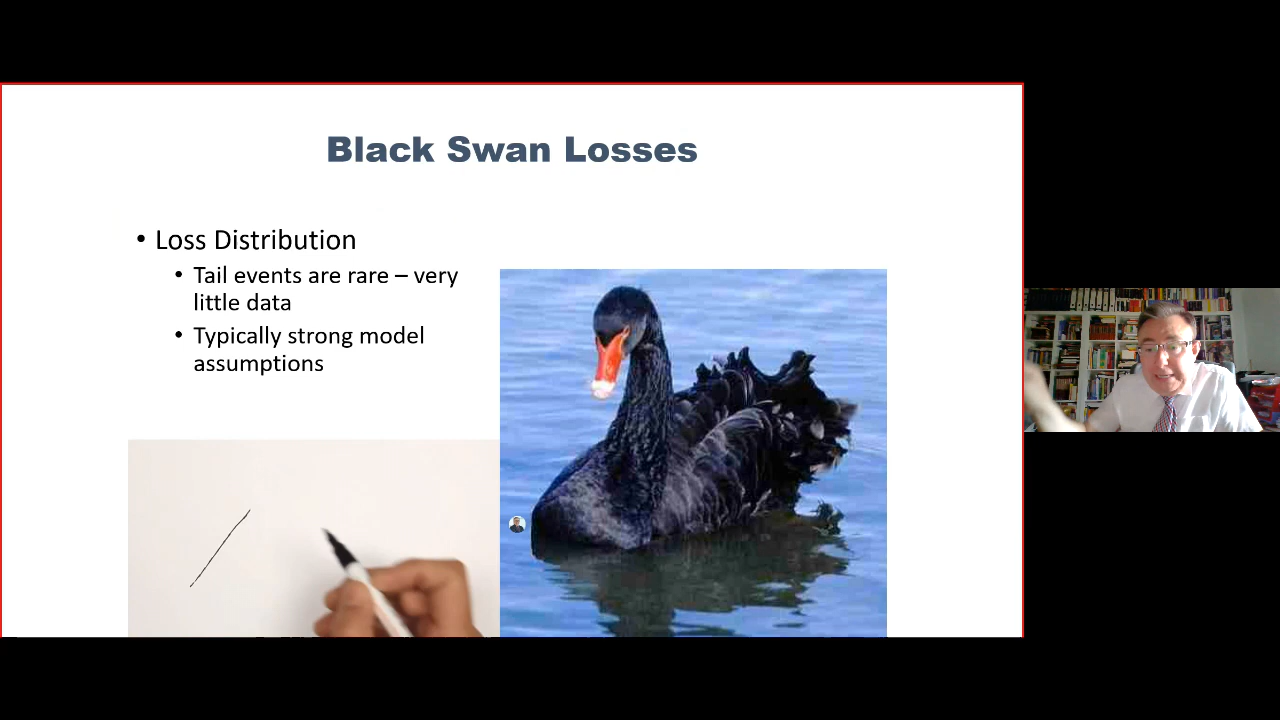 Black Swan Losses
• Loss Distribution
• Tail events are rare – very
little data
• Typically strong model
assumptions